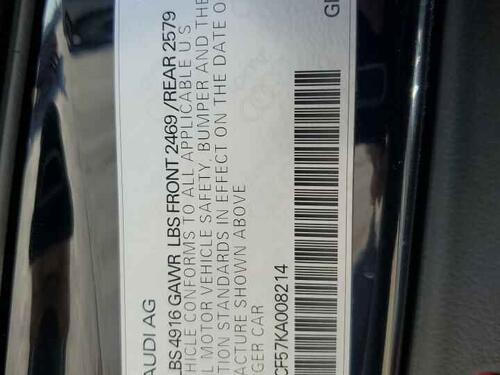 AUDI AG
LBS 4916 GAWR LBS FRONT 2469 / REAR 2579
HICLE CONFORMS TO ALL APPLICABLE U S
L MOTOR VEHICLE SAFETY, BUMPER AND THE
TION STANDARDS IN EFFECT ON THE DATE OF
ACTURE SHOWN ABOVE
GER CAR
CF57KA008214